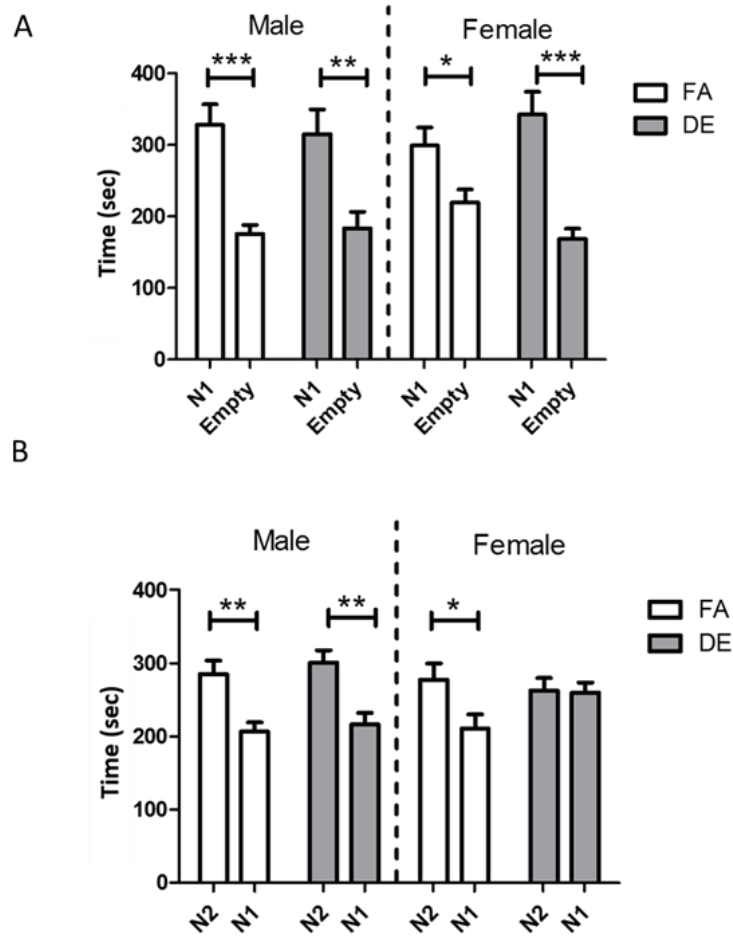 A
Male
Female
*** ** * ***
400
300
200
100
0
Time (sec)
FA
DE
N1 Empty N1 Empty N1 Empty N1 Empty
B
Male
Female
** ** *
400
300
200
100
0
Time (sec)
FA
DE
N2 N1 N2 N1 N2 N1 N2 N1